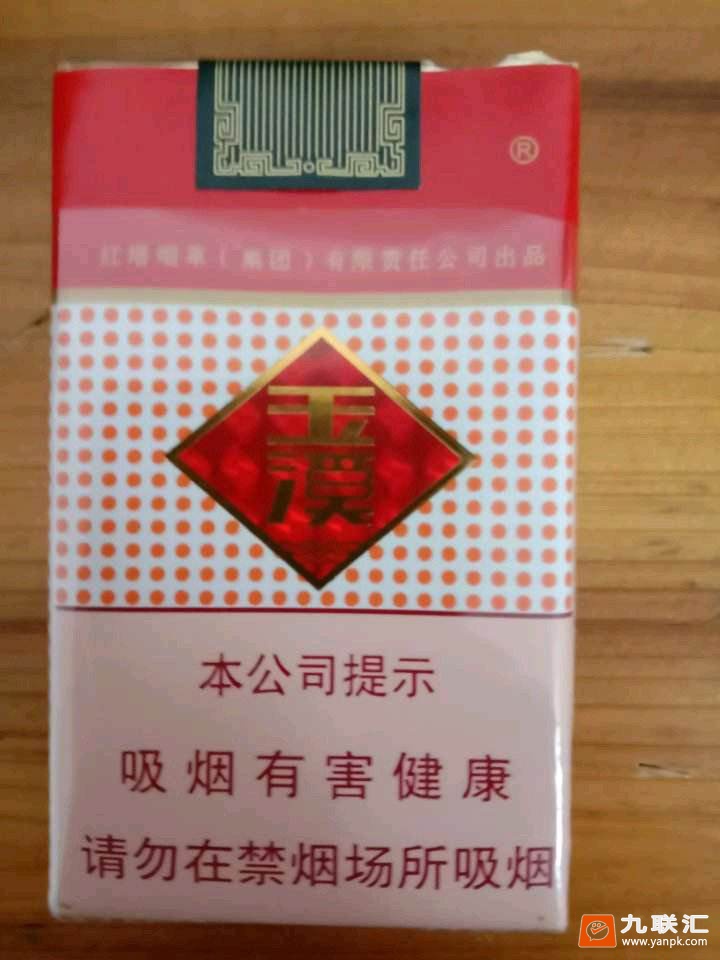 ®
红塔烟草（集团）有限责任公司出品
玉
溪
本公司提示
吸烟有害健康
请勿在禁烟场所吸烟
九联汇
www.yanpk.com